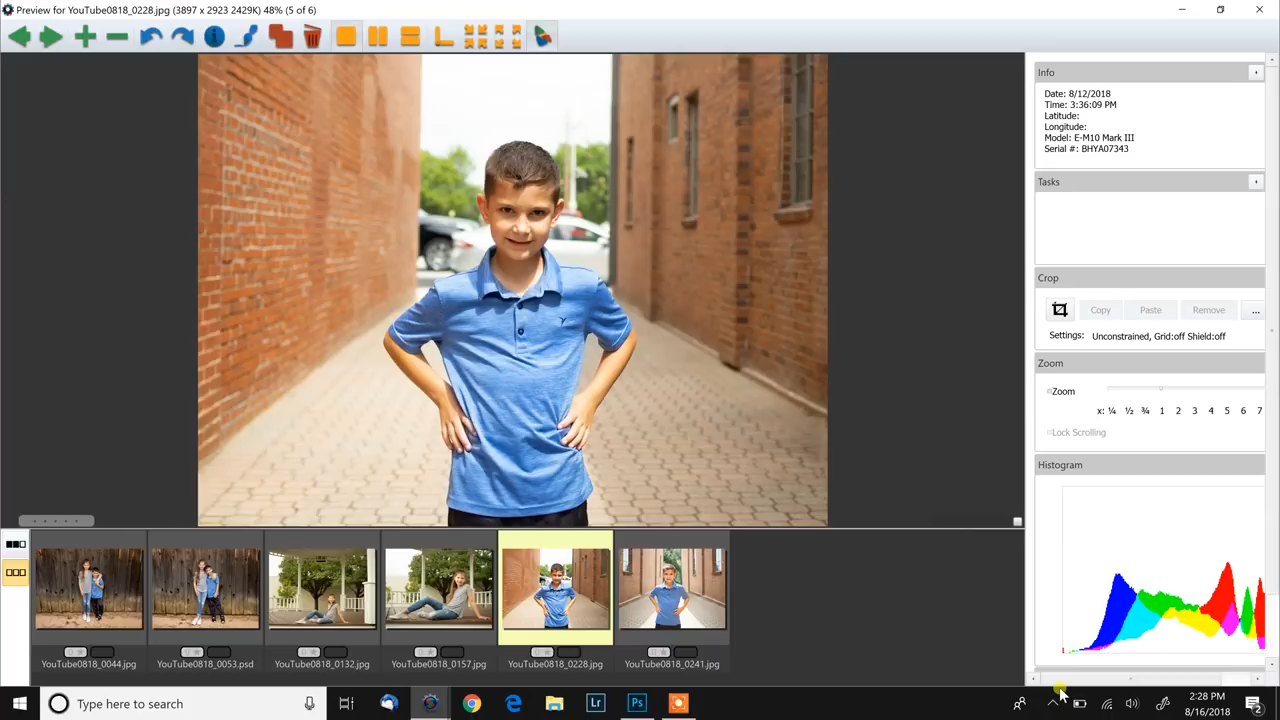 Preview for YouTube0818_0228.jpg (3897 x 2923 2429K) 48% (5 of 6)
Info
Date: 8/12/2018
Time: 3:36:09 PM
Latitude:
Longitude:
Model: E-M10 Mark III
Serial #: BHYA07343
Tasks
Crop
Copy Paste Remove ...
Settings: Unconstrained, Grid:off Shield:off
Zoom
Zoom
x: ¼ ½ ¾ 1 2 3 4 5 6 7
Lock Scrolling
Histogram
YouTube0818_0044.jpg YouTube0818_0053.psd YouTube0818_0132.jpg YouTube0818_0157.jpg YouTube0818_0228.jpg YouTube0818_0241.jpg
Type here to search
Lr
Ps
2:28 PM
8/16/2018
2